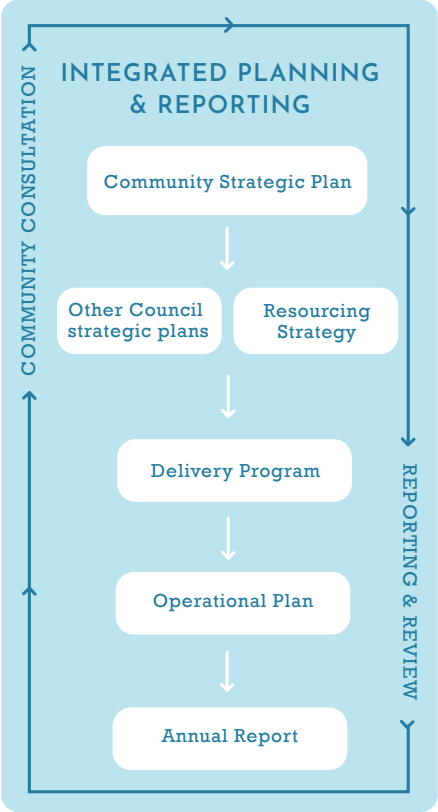 INTEGRATED PLANNING
& REPORTING
COMMUNITY CONSULTATION
Community Strategic Plan
Other Council
strategic plans
Resourcing
Strategy
Delivery Program
REPORTING & REVIEW
Operational Plan
Annual Report